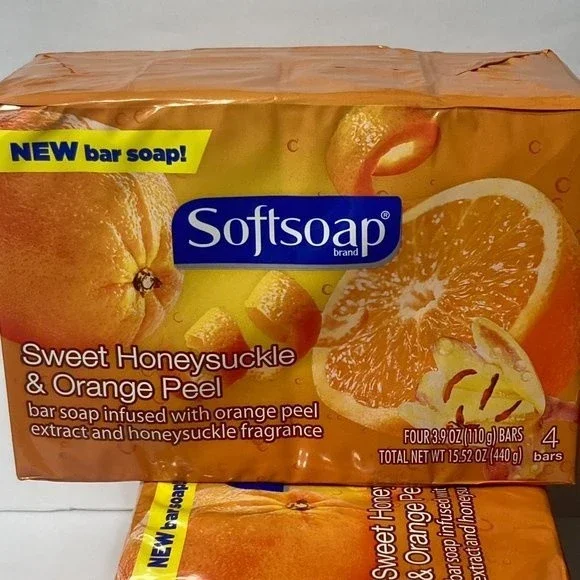 NEW bar soap!
Softsoap®
brand
Sweet Honeysuckle
& Orange Peel
bar soap infused with orange peel
extract and honeysuckle fragrance
FOUR 3.9 OZ (110 g) BARS
TOTAL NET WT 15.52 OZ (440 g)
4
bars
NEW bar soap
Sweet Honey
& Orange Pe
bar soap infused
extract and honeys